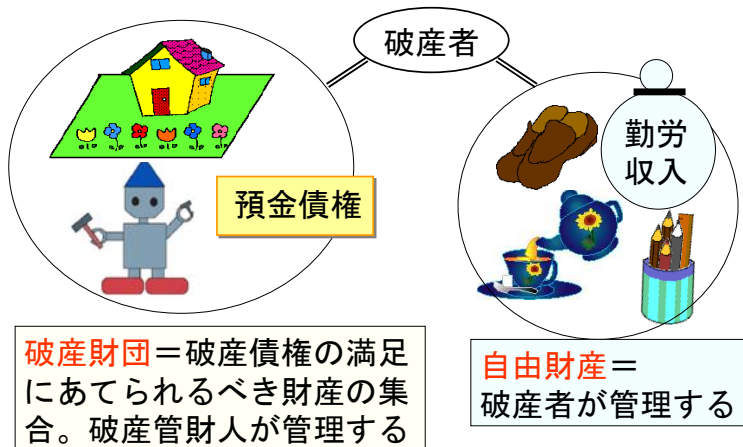 破産者
勤労
収入
預金債権
破産財団＝破産債権の満足
にあてられるべき財産の集
合。破産管財人が管理する
自由財産＝
破産者が管理する